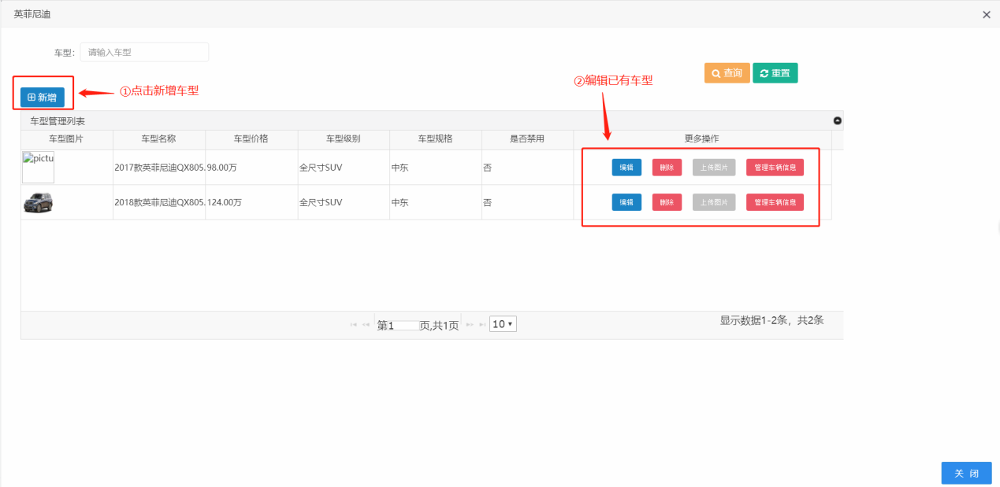 英菲尼迪
车型： 请输入车型
查询 重置
②编辑已有车型
新增 ①点击新增车型
车型管理列表
车型图片 车型名称 车型价格 车型级别 车型规格 是否禁用 更多操作
pictu 2017款英菲尼迪QX805. 98.00万 全尺寸SUV 中东 否 编辑 删除 上传图片 管理车辆信息
2018款英菲尼迪QX805. 124.00万 全尺寸SUV 中东 否 编辑 删除 上传图片 管理车辆信息
第1 页,共1页 10 显示数据1-2条，共2条
关 闭